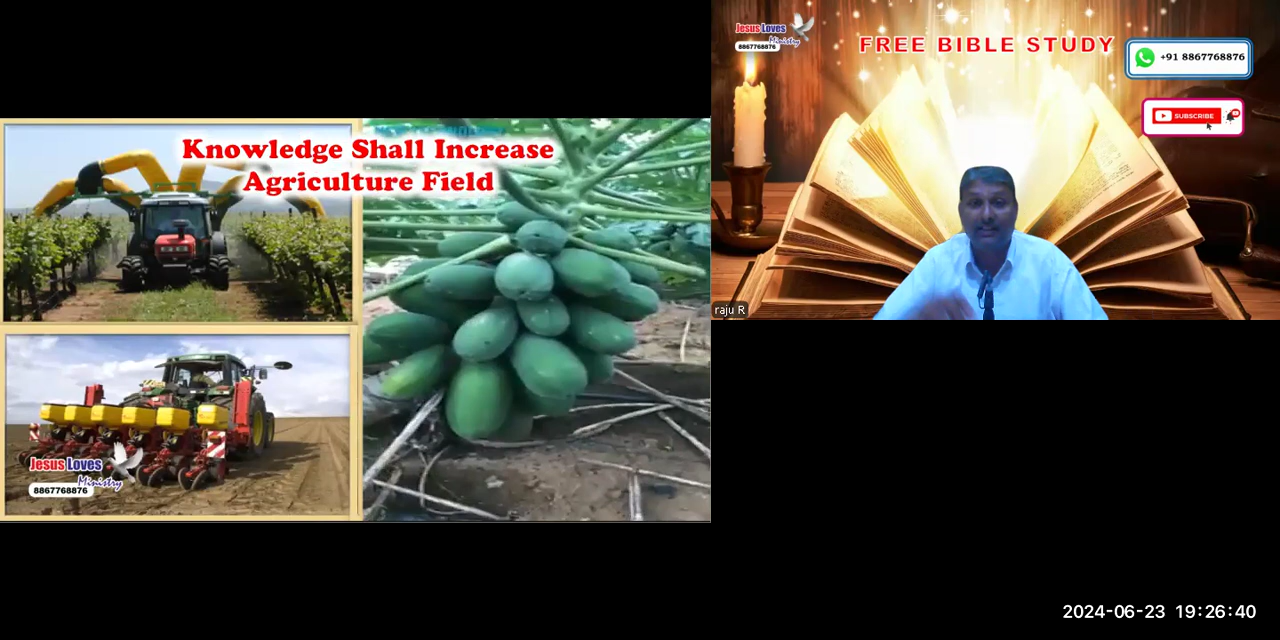 Knowledge Shall Increase
Agriculture Field
Jesus Loves
Ministry
8867768876
Jesus Loves
Ministry
8867768876
FREE BIBLE STUDY
+91 8867768876
SUBSCRIBE
raju R
2024-06-23 19:26:40